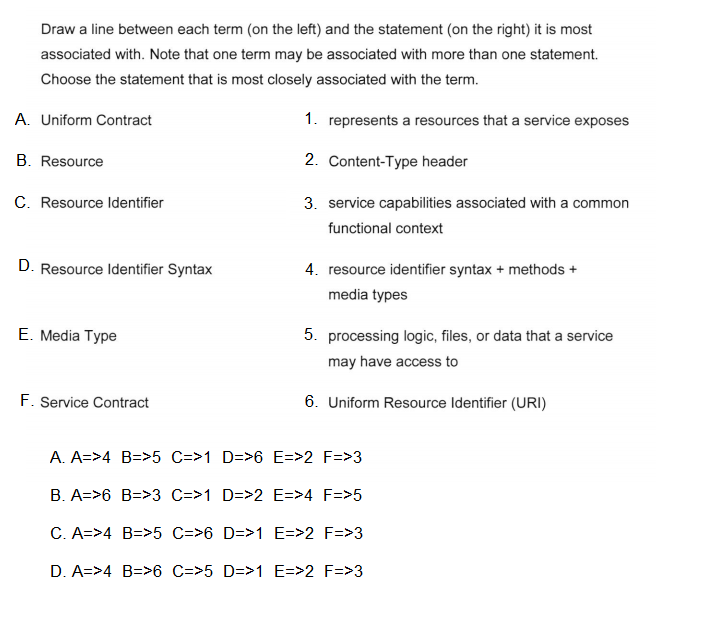 Draw a line between each term (on the left) and the statement (on the right) it is most
associated with. Note that one term may be associated with more than one statement.
Choose the statement that is most closely associated with the term.
A. Uniform Contract
1. represents a resources that a service exposes
B. Resource
2. Content-Type header
C. Resource Identifier
3. service capabilities associated with a common
functional context
D. Resource Identifier Syntax
4. resource identifier syntax + methods +
media types
E. Media Type
5. processing logic, files, or data that a service
may have access to
F. Service Contract
6. Uniform Resource Identifier (URI)
A. A=>4 B=>5 C=>1 D=>6 E=>2 F=>3
B. A=>6 B=>3 C=>1 D=>2 E=>4 F=>5
C. A=>4 B=>5 C=>6 D=>1 E=>2 F=>3
D. A=>4 B=>6 C=>5 D=>1 E=>2 F=>3